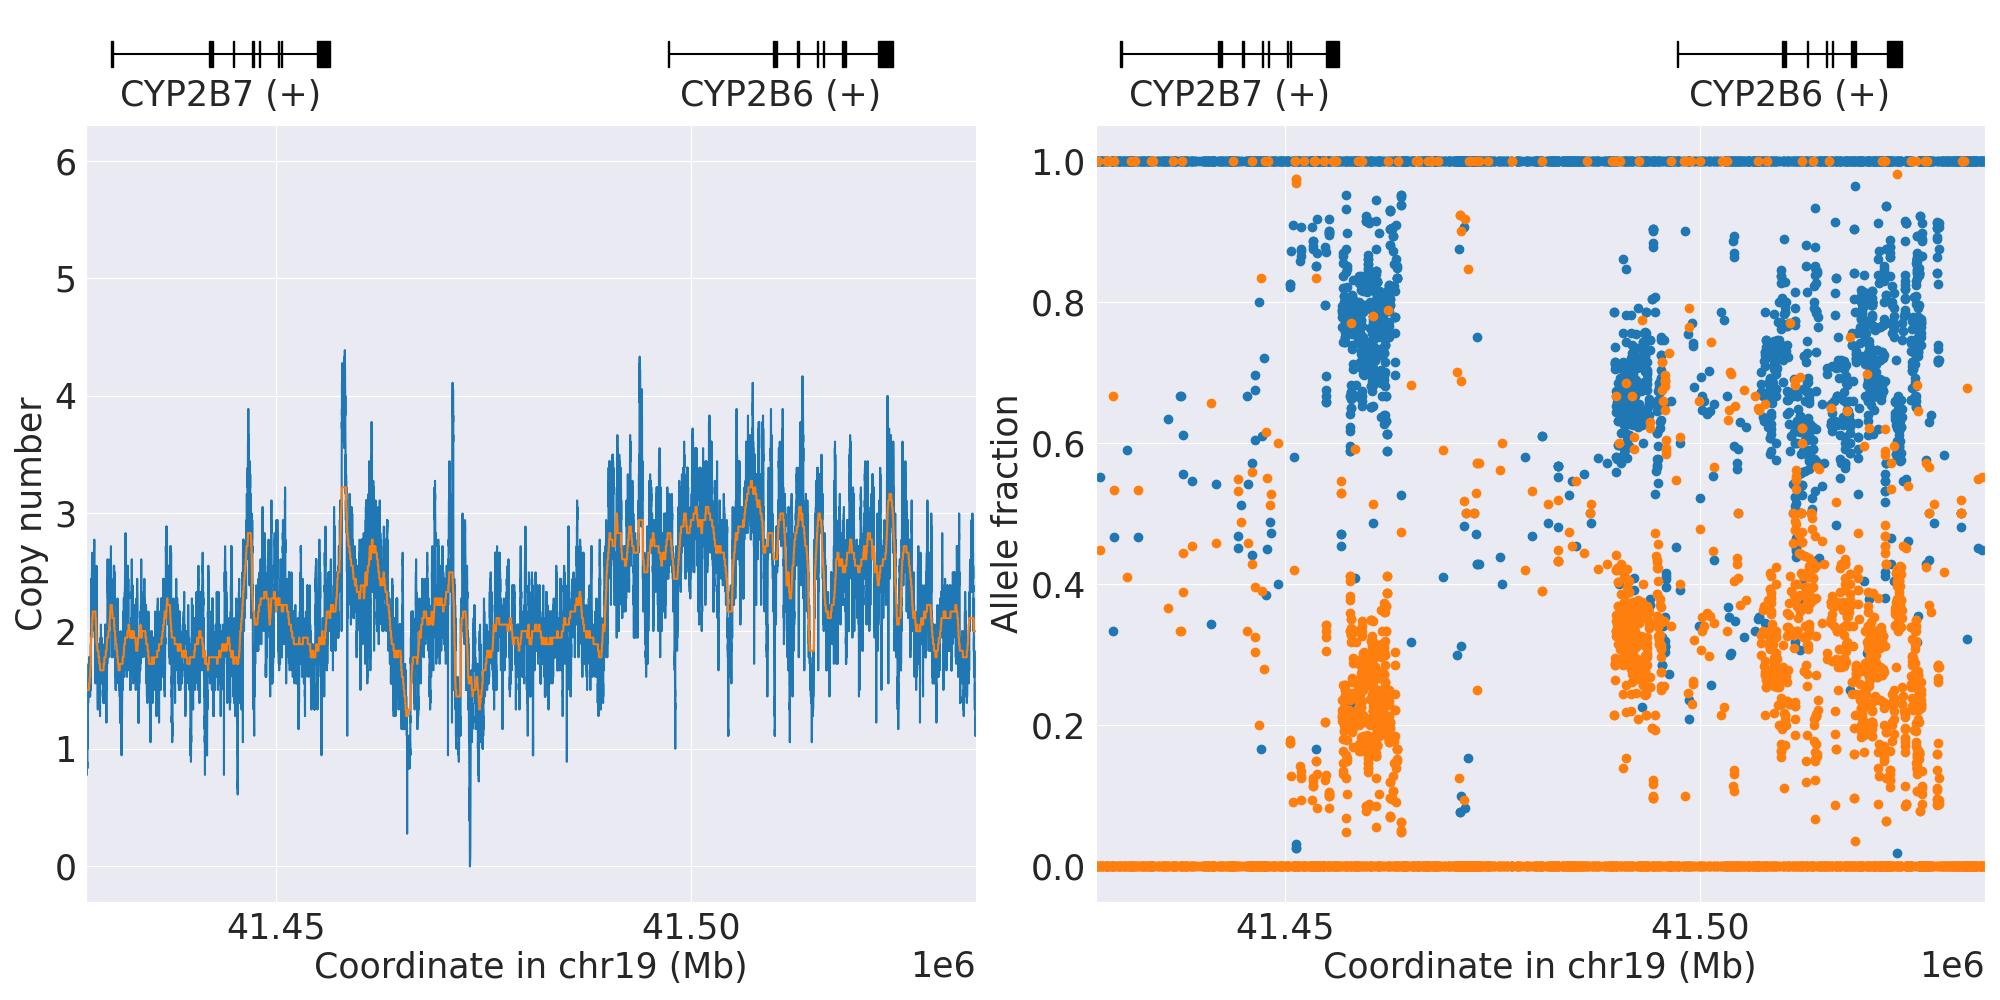 CYP2B7 (+)
CYP2B6 (+)
6
5
4
3
2
1
0
Copy number
41.45
41.50
Coordinate in chr19 (Mb)
1e6
CYP2B7 (+)
CYP2B6 (+)
1.0
0.8
0.6
0.4
0.2
0.0
Allele fraction
41.45
41.50
Coordinate in chr19 (Mb)
1e6